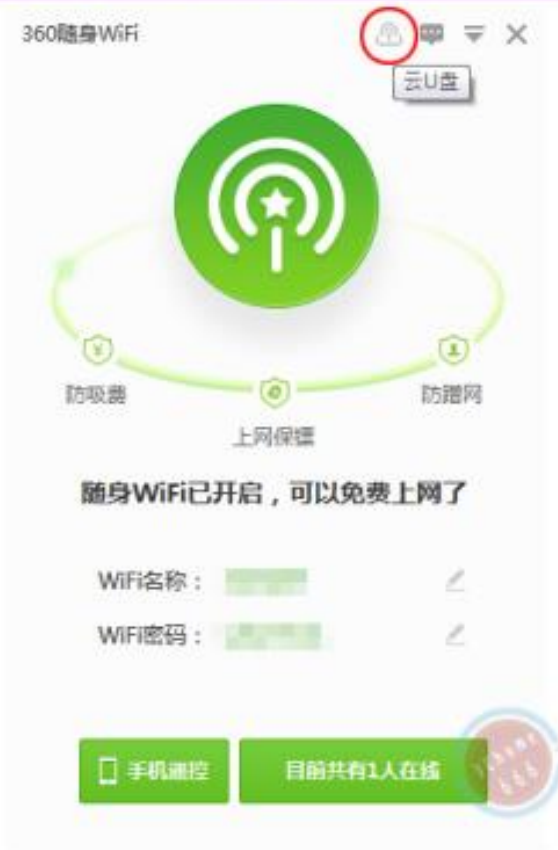 360随身WiFi
云U盘
防吸费
防蹭网
上网保镖
随身WiFi已开启，可以免费上网了
WiFi名称：
WiFi密码：
手机遥控
目前共有1人在线